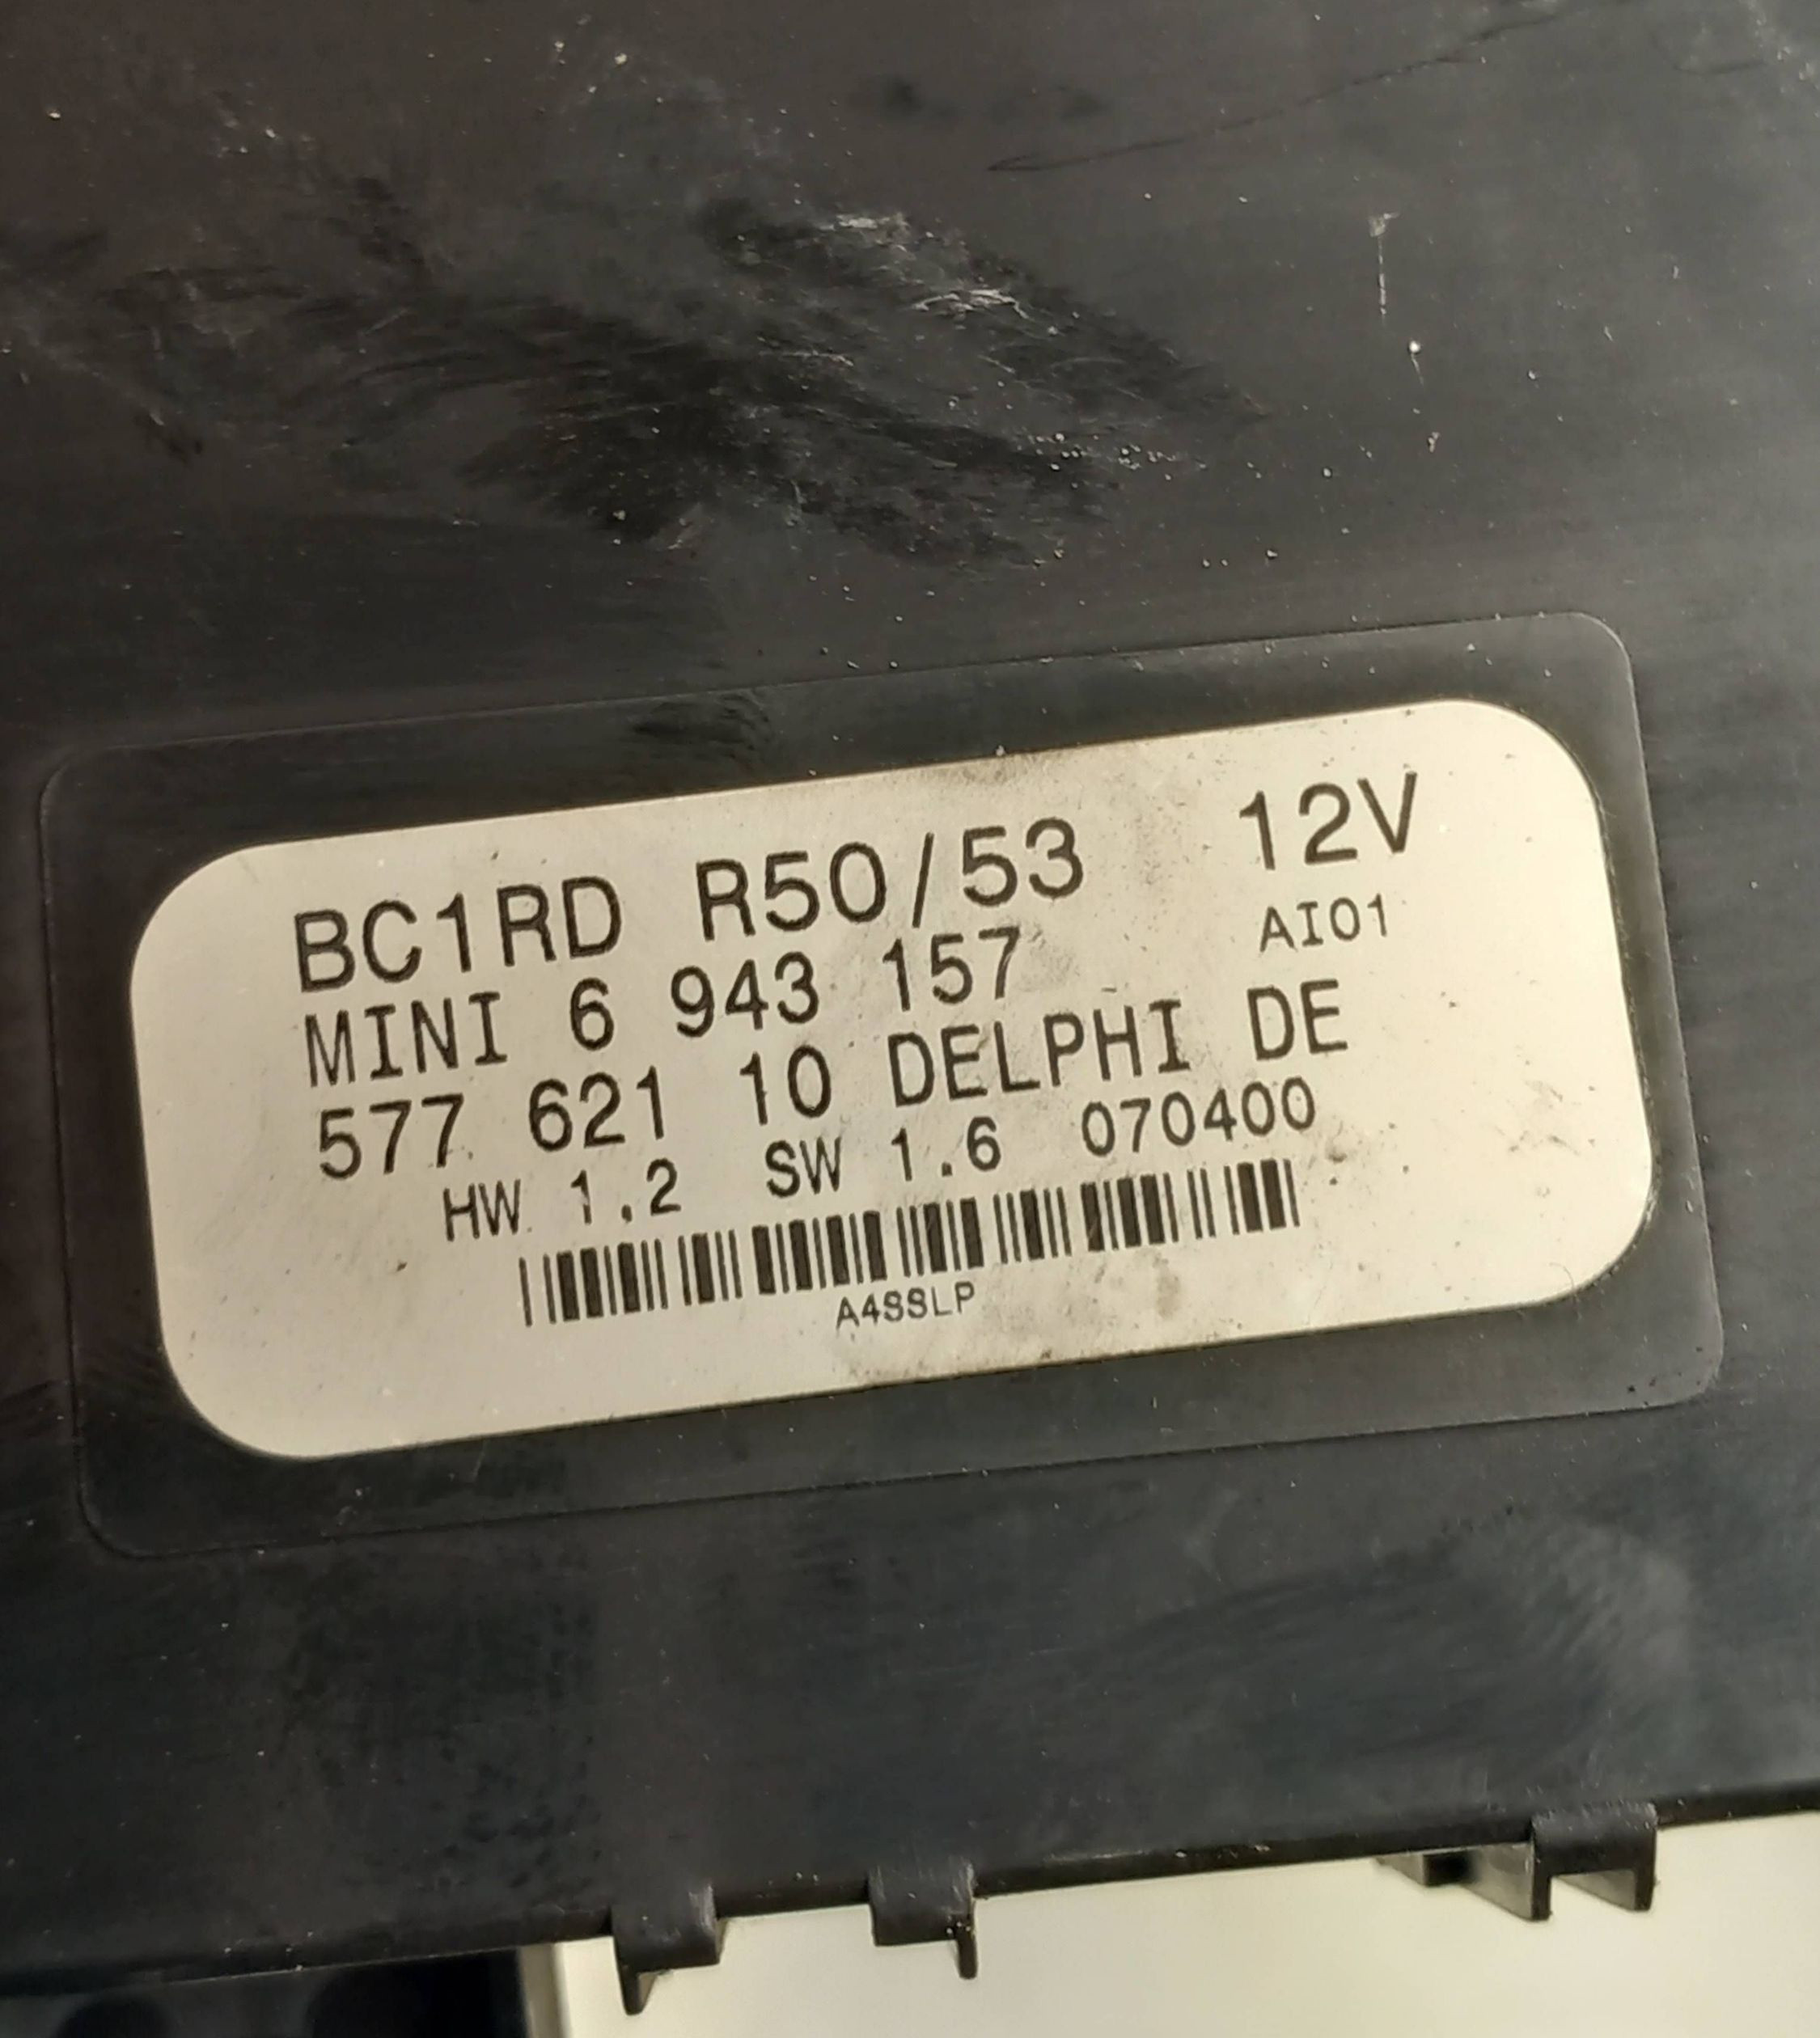 BC1RD R50/53 12V
MINI 6 943 157 AI01
577 621 10 DELPHI DE
HW 1.2 SW 1.6 070400
A4SSLP